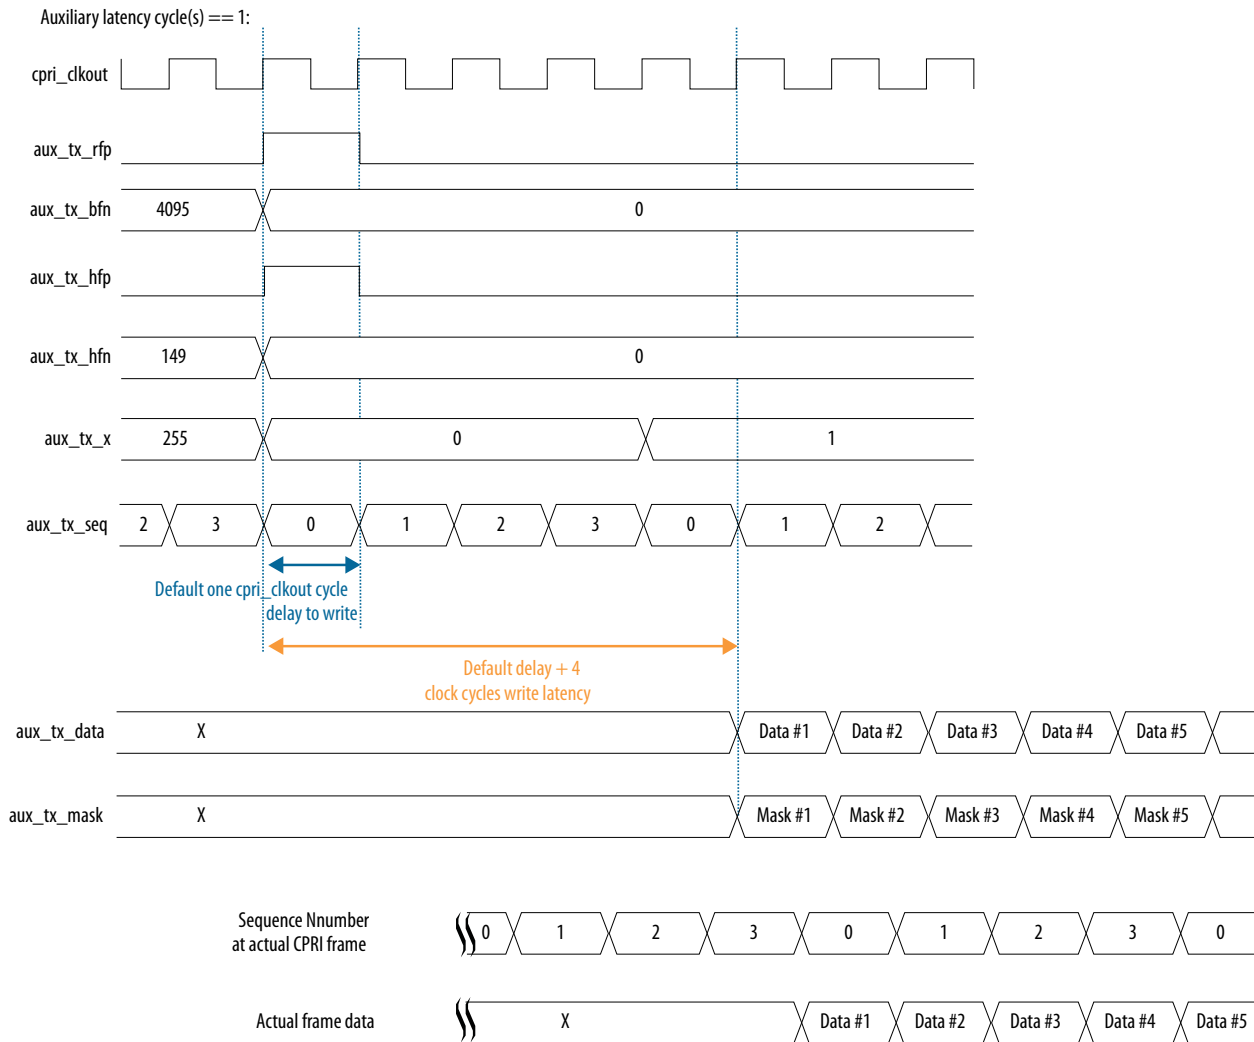 Auxiliary latency cycle(s) == 1:
cpri_clkout
aux_tx_rfp
aux_tx_bfn 4095 0
aux_tx_hfp
aux_tx_hfn 149 0
aux_tx_x 255 0 1
aux_tx_seq 2 3 0 1 2 3 0 1 2
Default one cpri_clkout cycle
delay to write
Default delay + 4
clock cycles write latency
aux_tx_data X Data #1 Data #2 Data #3 Data #4 Data #5
aux_tx_mask X Mask #1 Mask #2 Mask #3 Mask #4 Mask #5
Sequence Nnumber
at actual CPRI frame
0 1 2 3 0 1 2 3 0
Actual frame data X Data #1 Data #2 Data #3 Data #4 Data #5